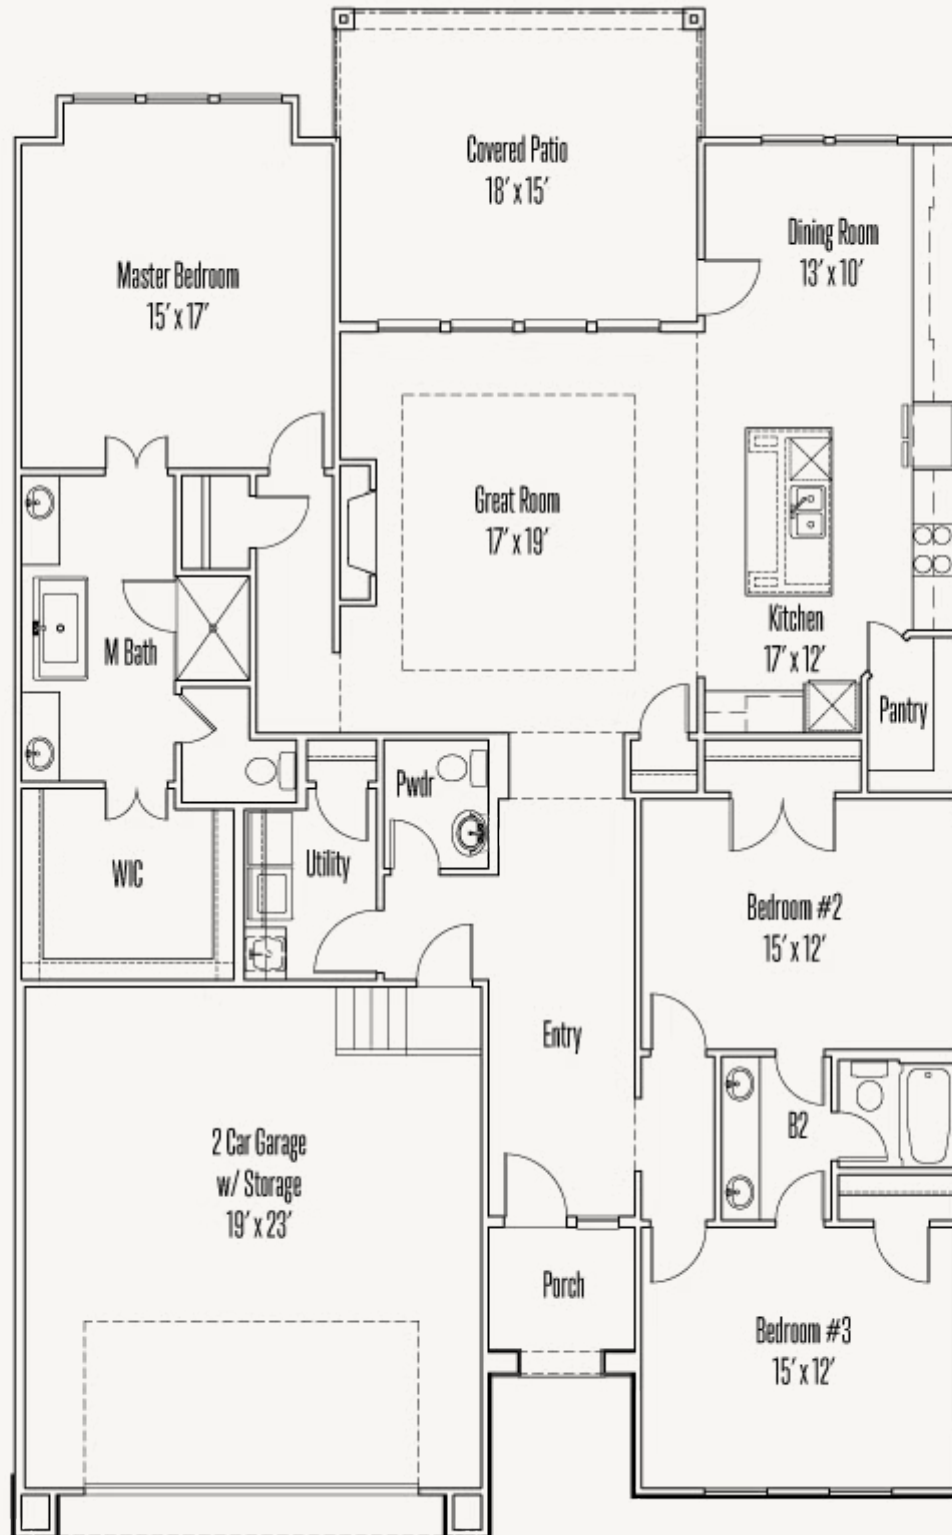 Covered Patio
18' x 15'
Dining Room
13' x 10'
Master Bedroom
15' x 17'
Great Room
17' x 19'
Kitchen
17' x 12'
M Bath
Pantry
Pwdr
Utility
WIC
Bedroom #2
15' x 12'
Entry
B2
2 Car Garage
w/ Storage
19' x 23'
Porch
Bedroom #3
15' x 12'